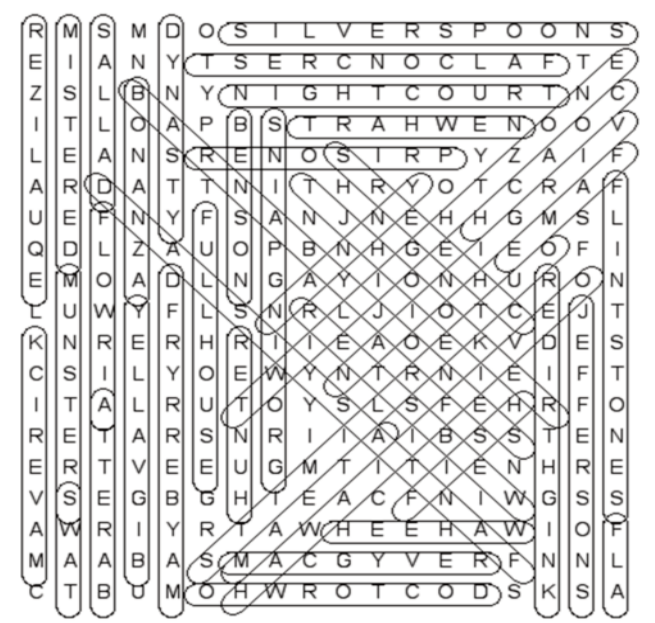 R M S M D O S I L V E R S P O O N S
E I A N Y T S E R C N O C L A F T E
Z S L B N Y N I G H T C O U R T N C
I T L O A P B S T R A H W E N O O V
L E A N S R E N O S I R P Y Z A I F
A R D A T T N I T H R Y O T C R A F
U E F N Y F S A N J N E H H G M S L
Q D L Z A U O P B N H G E I E O F I
E M O A D L N G A Y I O N H U R O N
L U W Y F L S N R L J I O T C E J T
K N R E R H R I I E A O E K V D E S
C S I L Y O E W Y N T R N I E I F T
I T A L R U T O Y S L S F E H R F O
R E T A R S N R I I A I B S S T E N
E R T V E E U G M T I T I E N H R E
V S E G B G H T E A C F N I W G S S
A W R I Y R T A W H E E H A W I O F
M A A B A S M A C G Y V E R F N N L
C T B U M O H W R O T C O D S K S A